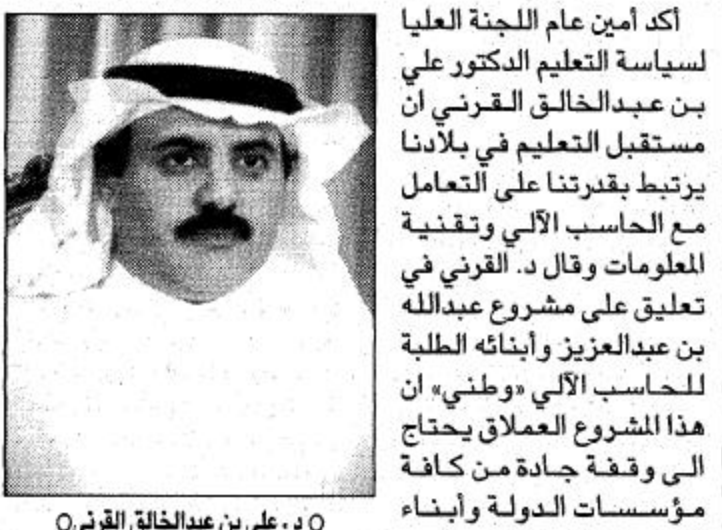 أكد أمين عام اللجنة العليا
لسياسة التعليم الدكتور علي
بن عبدالخالق القرني ان
مستقبل التعليم في بلادنا
يرتبط بقدرتنا على التعامل
مع الحاسب الآلي وتقنية
المعلومات وقال د. القرني في
تعليق على مشروع عبدالله
بن عبدالعزيز وأبنائه الطلبة
للحاسب الآلي «وطني» ان
هذا المشروع العملاق يحتاج
الى وقفة جادة من كافة
مؤسسات الدولة وأبناء
○ د. علي بن عبدالخالق القرني ○